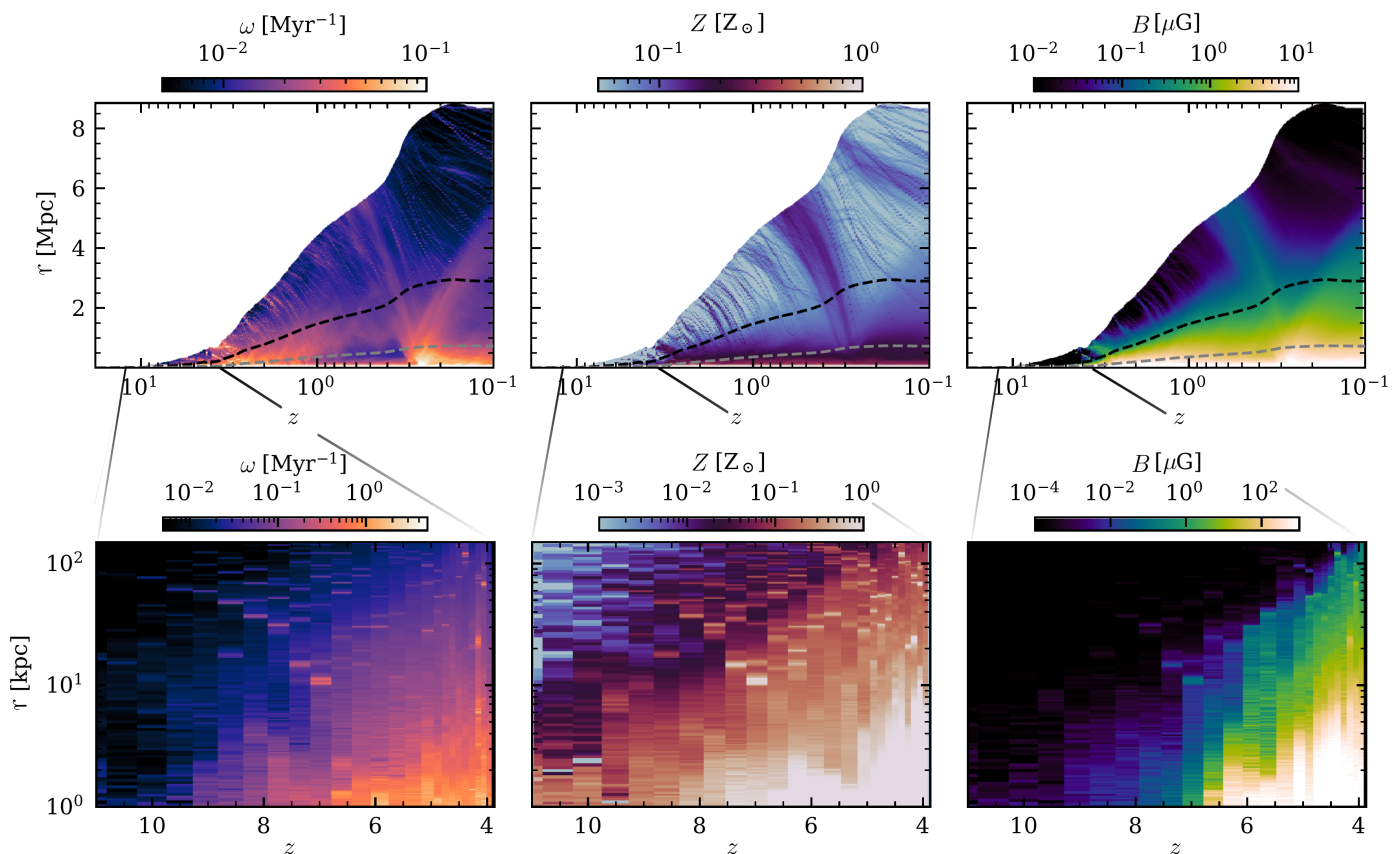 ω [Myr⁻¹] Z [Z⊙] B [μG]
10⁻² 10⁻¹ 10⁻¹ 10⁰ 10⁻² 10⁻¹ 10⁰ 10¹
8
6
4
2
r [Mpc]
10¹ 10⁰ 10⁻¹ 10¹ 10⁰ 10⁻¹ 10¹ 10⁰ 10⁻¹
z z z
ω [Myr⁻¹] Z [Z⊙] B [μG]
10⁻² 10⁻¹ 10⁰ 10⁻³ 10⁻² 10⁻¹ 10⁰ 10⁻⁴ 10⁻² 10⁰ 10²
10²
10¹
10⁰
r [kpc]
10 8 6 4 10 8 6 4 10 8 6 4
z z z